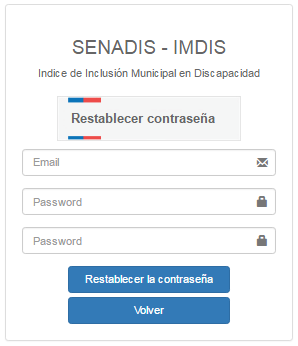 SENADIS - IMDIS
Indice de Inclusión Municipal en Discapacidad
Restablecer contraseña
Email
Password
Password
Restablecer la contraseña
Volver